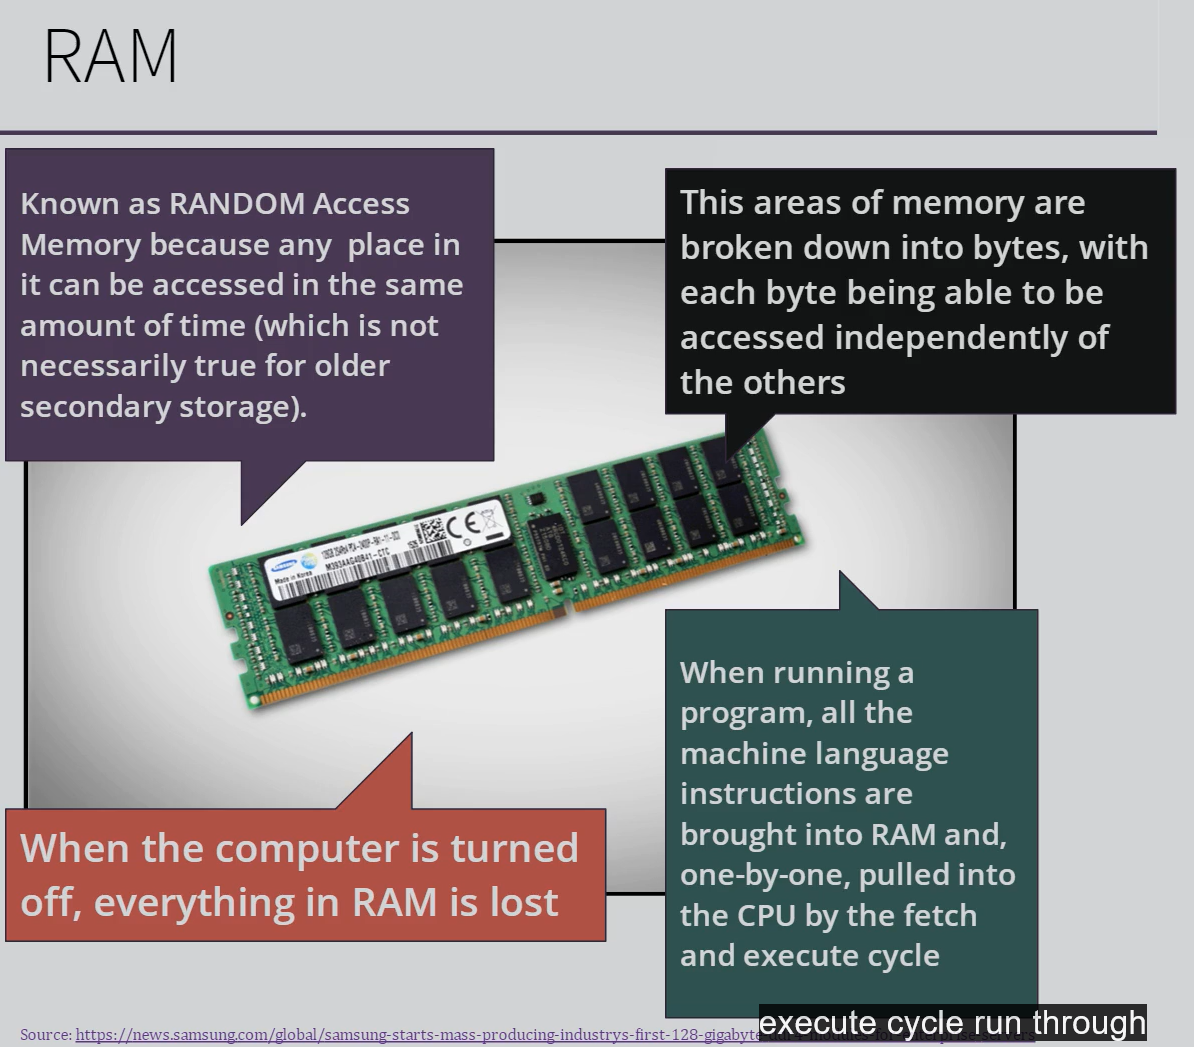 RAM
Known as RANDOM Access
Memory because any place in
it can be accessed in the same
amount of time (which is not
necessarily true for older
secondary storage).
This areas of memory are
broken down into bytes, with
each byte being able to be
accessed independently of
the others
Made in Korea
M393AAG40B41-CTC
When running a
program, all the
machine language
instructions are
brought into RAM and,
one-by-one, pulled into
the CPU by the fetch
and execute cycle
When the computer is turned
off, everything in RAM is lost
Source: https://news.samsung.com/global/samsung-starts-mass-producing-industrys-first-128-gigabyte
execute cycle run through